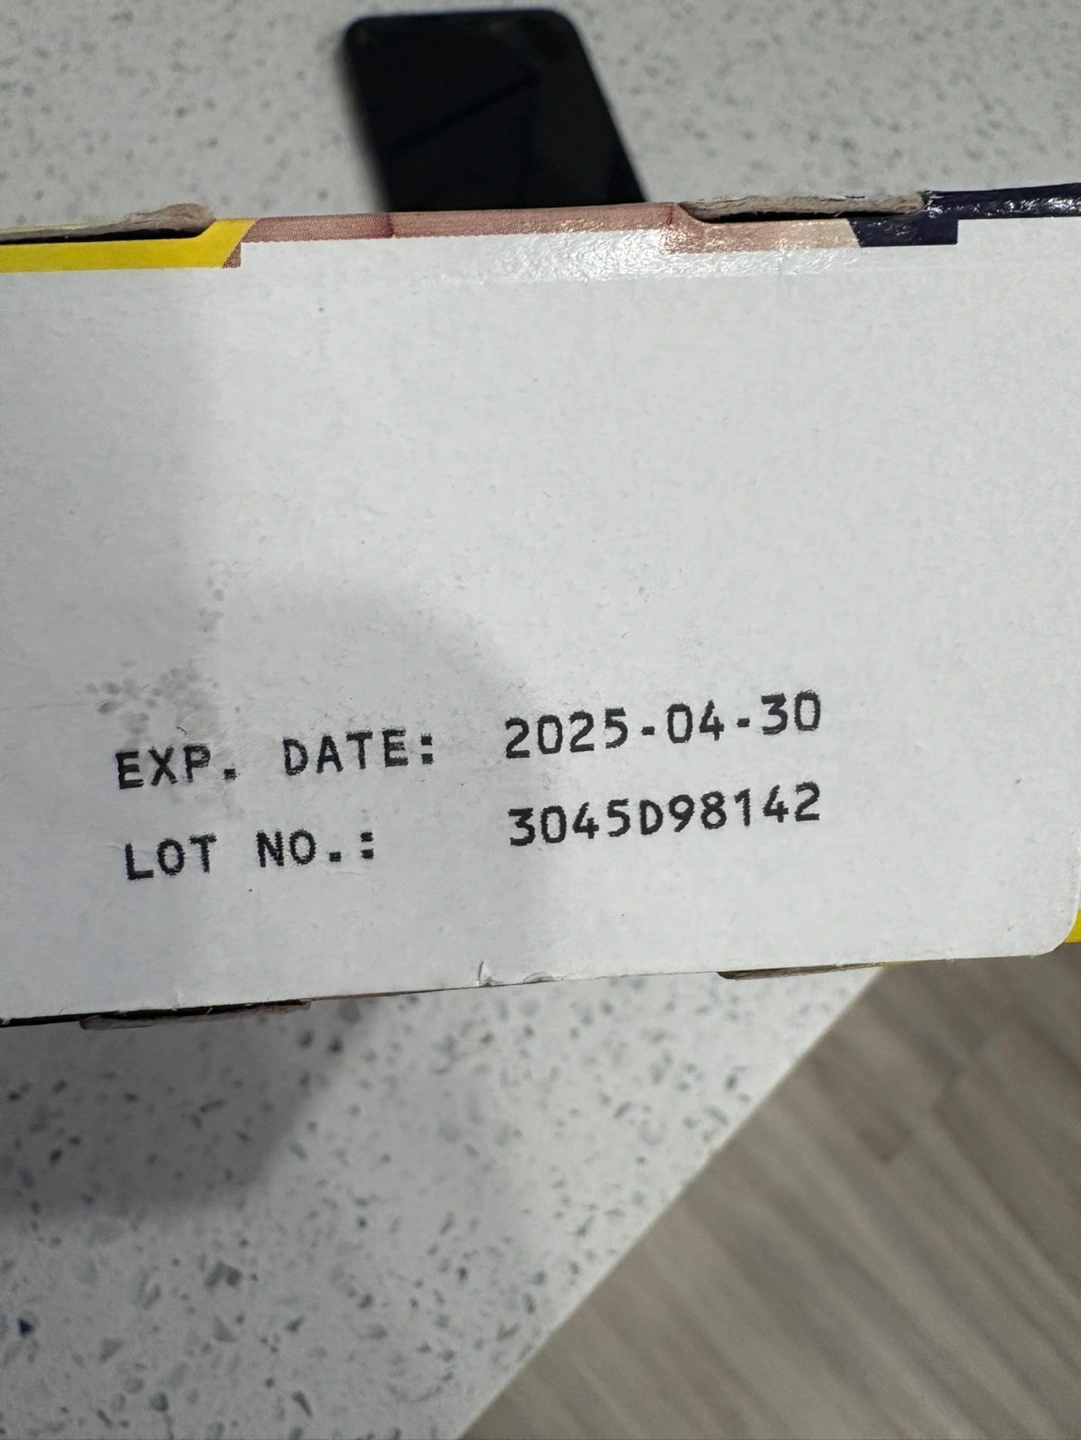 EXP. DATE: 2025-04-30
LOT NO.: 3045D98142